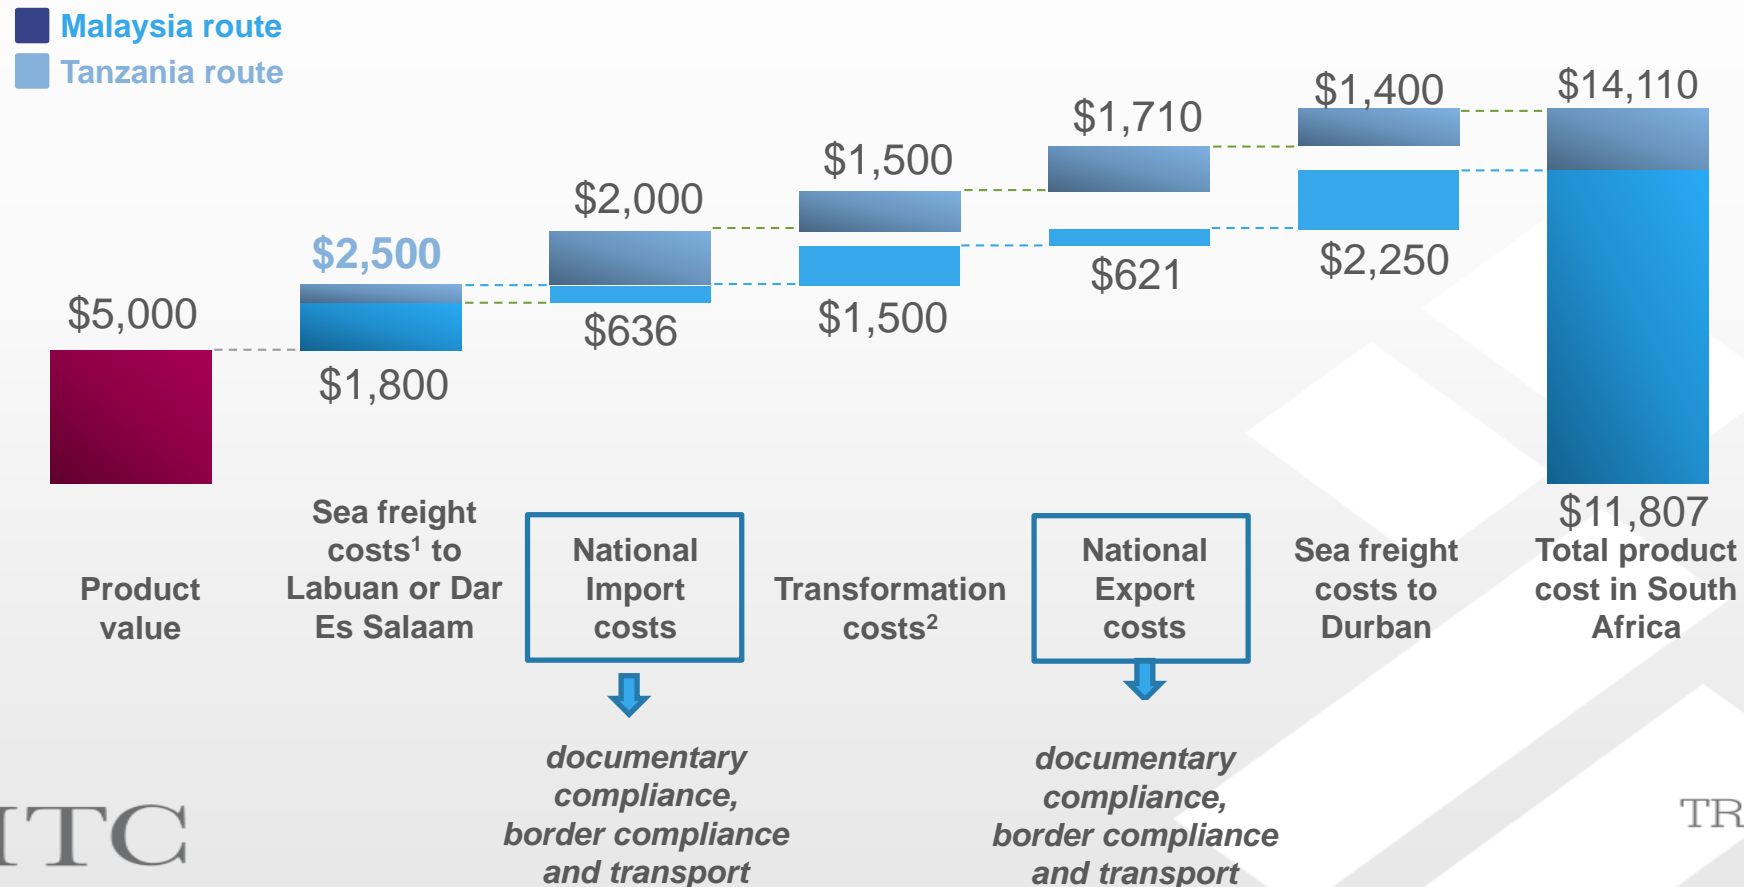 Malaysia route
Tanzania route
$5,000
$2,500
$1,800
$2,000
$636
$1,500
$1,500
$1,710
$621
$1,400
$2,250
$14,110
$11,807
Product
value
Sea freight
costs¹ to
Labuan or Dar
Es Salaam
National
Import
costs
Transformation
costs²
National
Export
costs
Sea freight
costs to
Durban
Total product
cost in South
Africa
documentary
compliance,
border compliance
and transport
documentary
compliance,
border compliance
and transport
ITC
TR